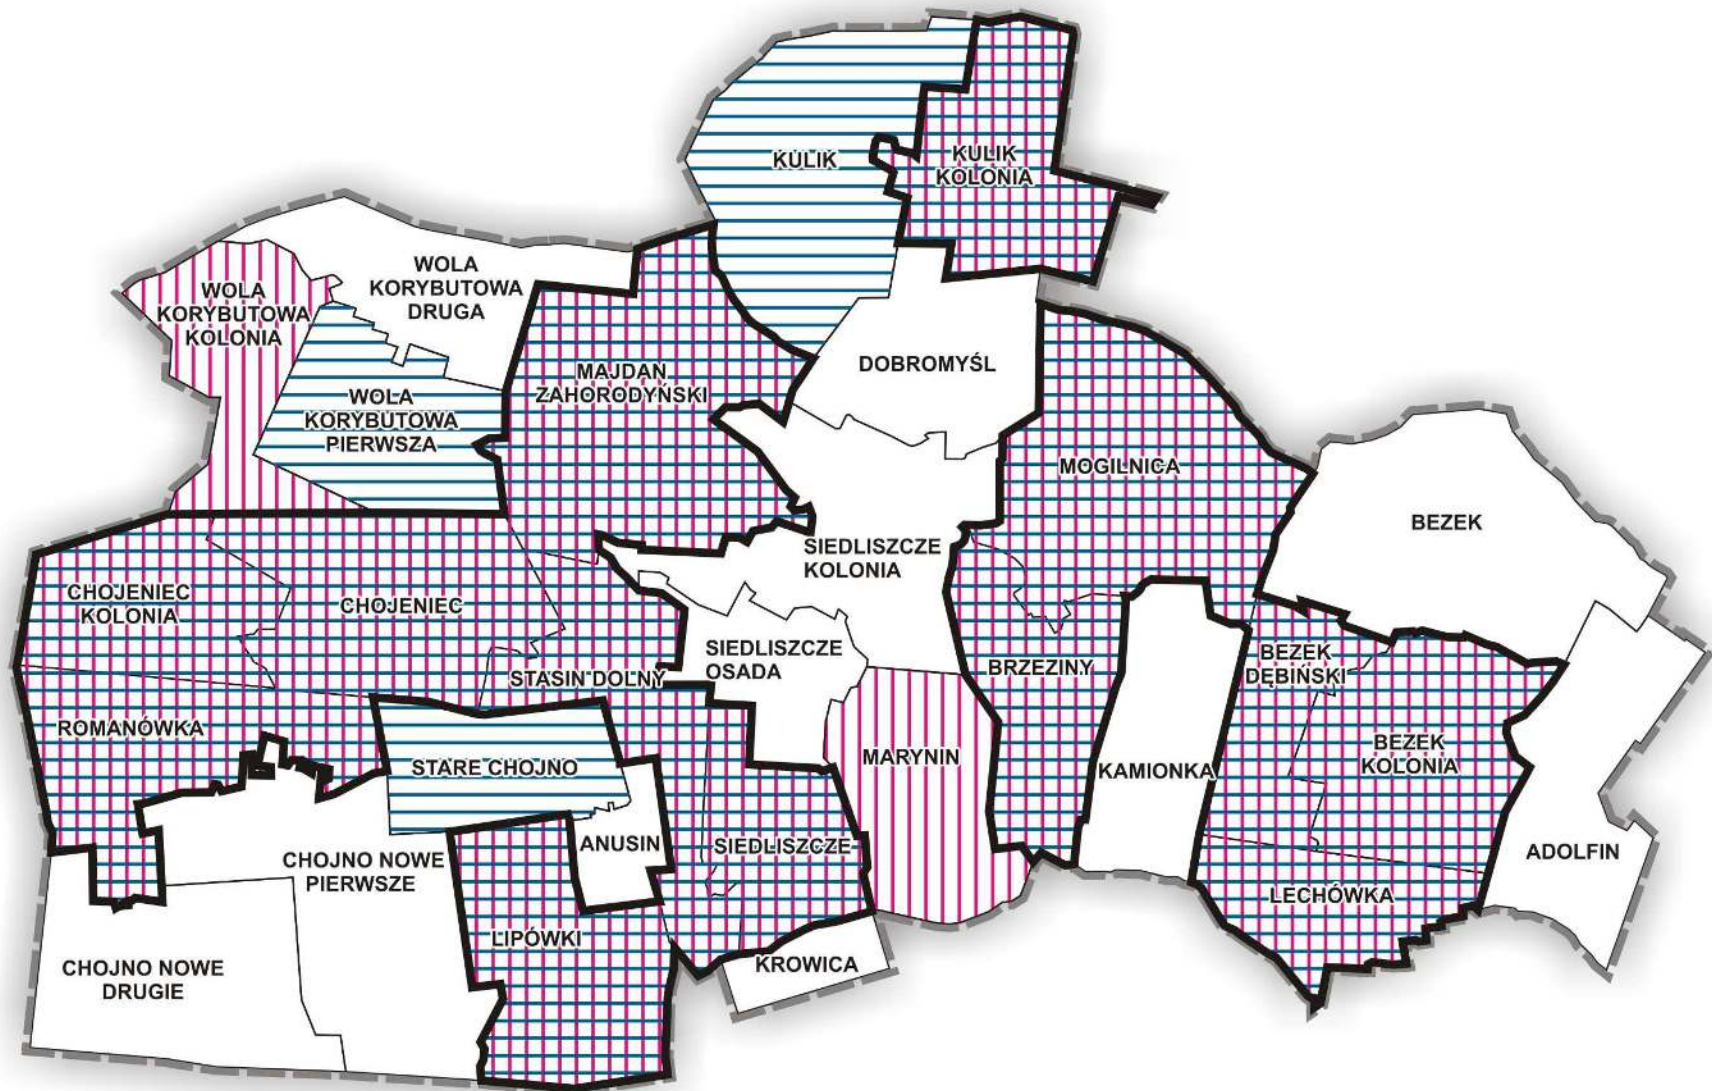 KULIK
KULIK
KOLONIA
WOLA
KORYBUTOWA
DRUGA
WOLA
KORYBUTOWA
KOLONIA
DOBROMYŚL
MAJDAN
ZAHORODYŃSKI
WOLA
KORYBUTOWA
PIERWSZA
MOGILNICA
BEZEK
SIEDLISZCZE
KOLONIA
CHOJENIEC
KOLONIA
CHOJENIEC
SIEDLISZCZE
OSADA
BRZEZINY
BEZEK
DĘBIŃSKI
STASIN DOLNY
ROMANÓWKA
STARE CHOJNO
MARYNIN
KAMIONKA
BEZEK
KOLONIA
ANUSIN
SIEDLISZCZE
ADOLFIN
CHOJNO NOWE
PIERWSZE
LECHÓWKA
LIPÓWKI
KROWICA
CHOJNO NOWE
DRUGIE